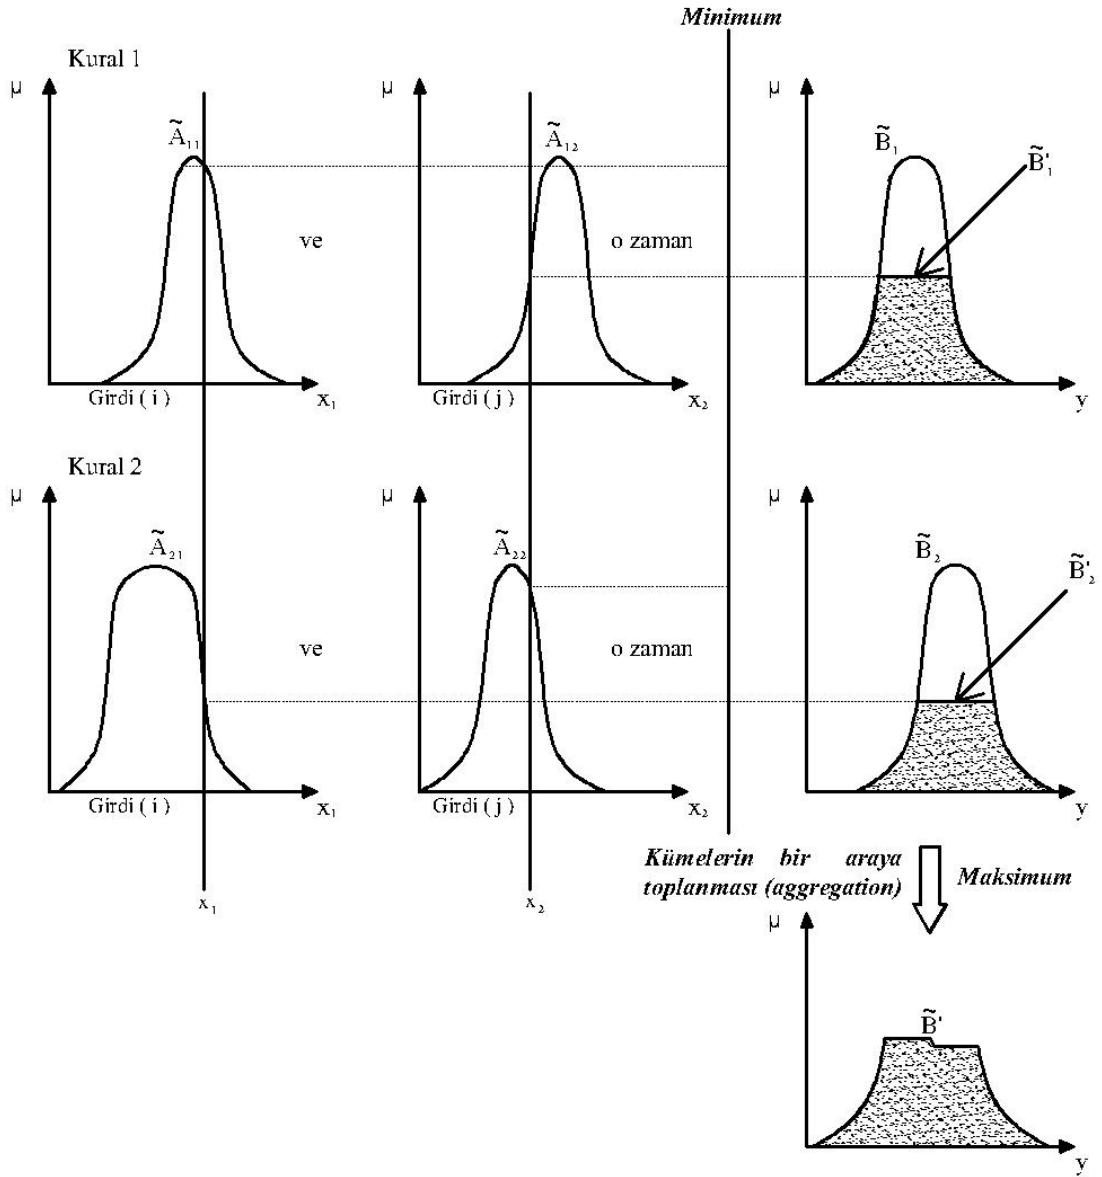 Minimum
Kural 1
μ
μ
μ
Ã₁₁
Ã₁₂
B̃₁
B̃'₁
ve
o zaman
Girdi ( i )
x₁
Girdi ( j )
x₂
y
Kural 2
μ
μ
μ
Ã₂₁
Ã₂₂
B̃₂
B̃'₂
ve
o zaman
Girdi ( i )
x₁
Girdi ( j )
x₂
y
Kümelerin bir araya
toplanması (aggregation)
Maksimum
x₁
x₂
μ
B̃'
y